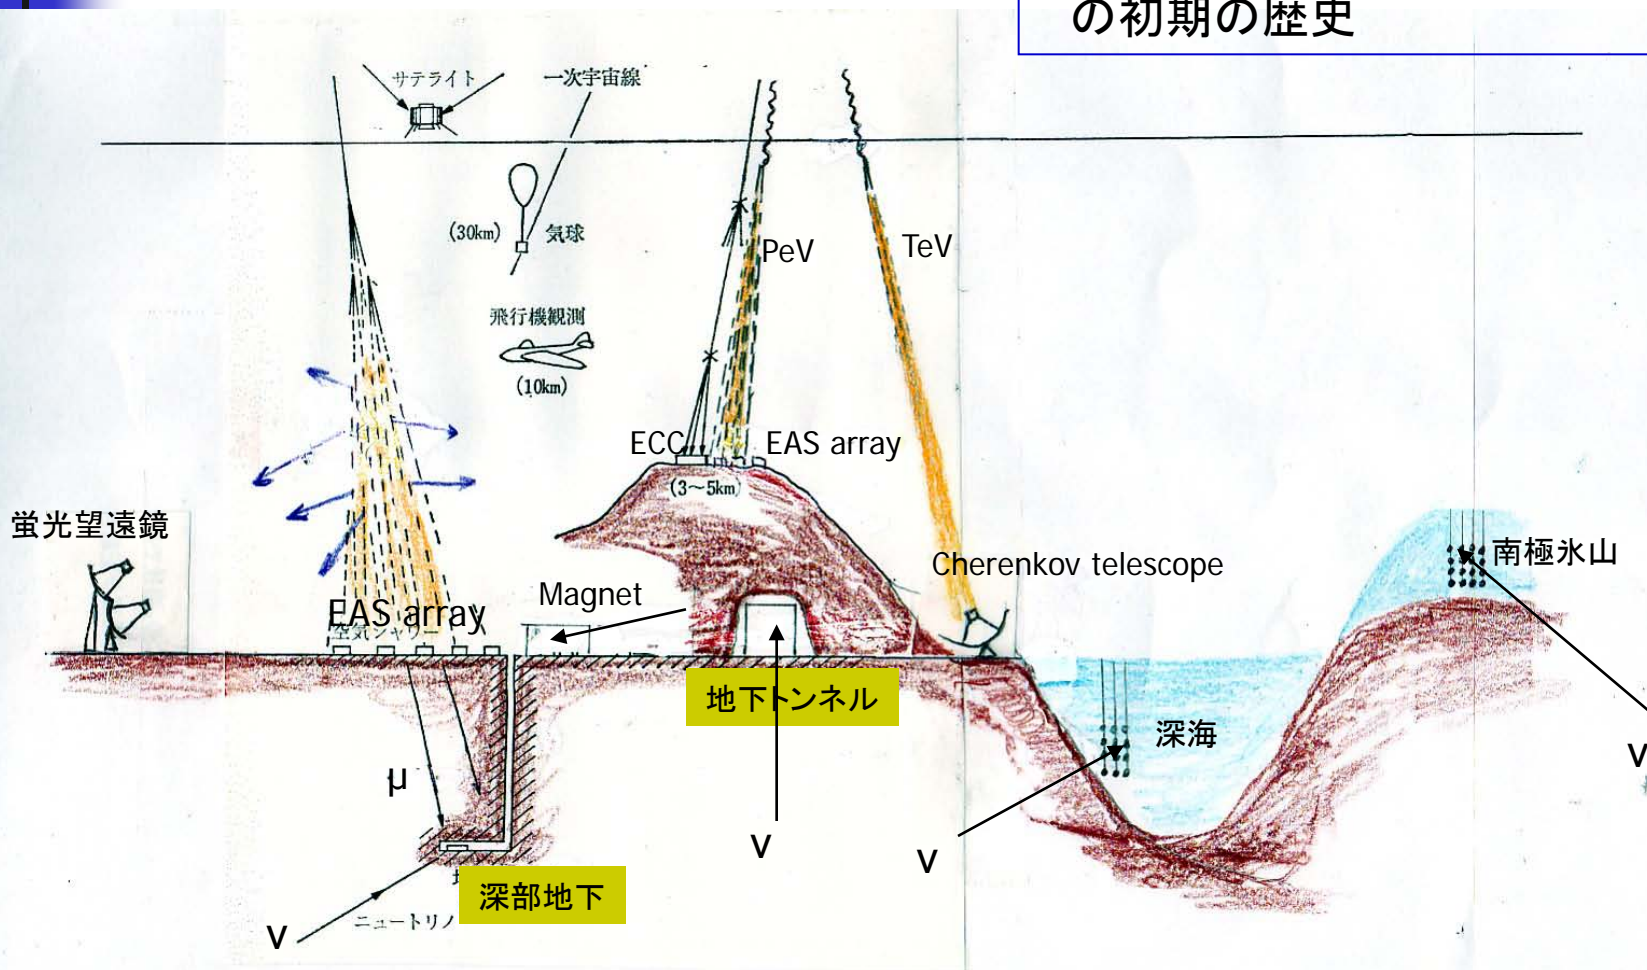 の初期の歴史
サテライト
一次宇宙線
(30km)
気球
PeV
TeV
飛行機観測
(10km)
ECC
EAS array
(3～5km)
蛍光望遠鏡
Cherenkov telescope
南極氷山
Magnet
EAS array
空気シャワー
地下トンネル
深海
ν
μ
ν
ν
深部地下
ニュートリノ
ν